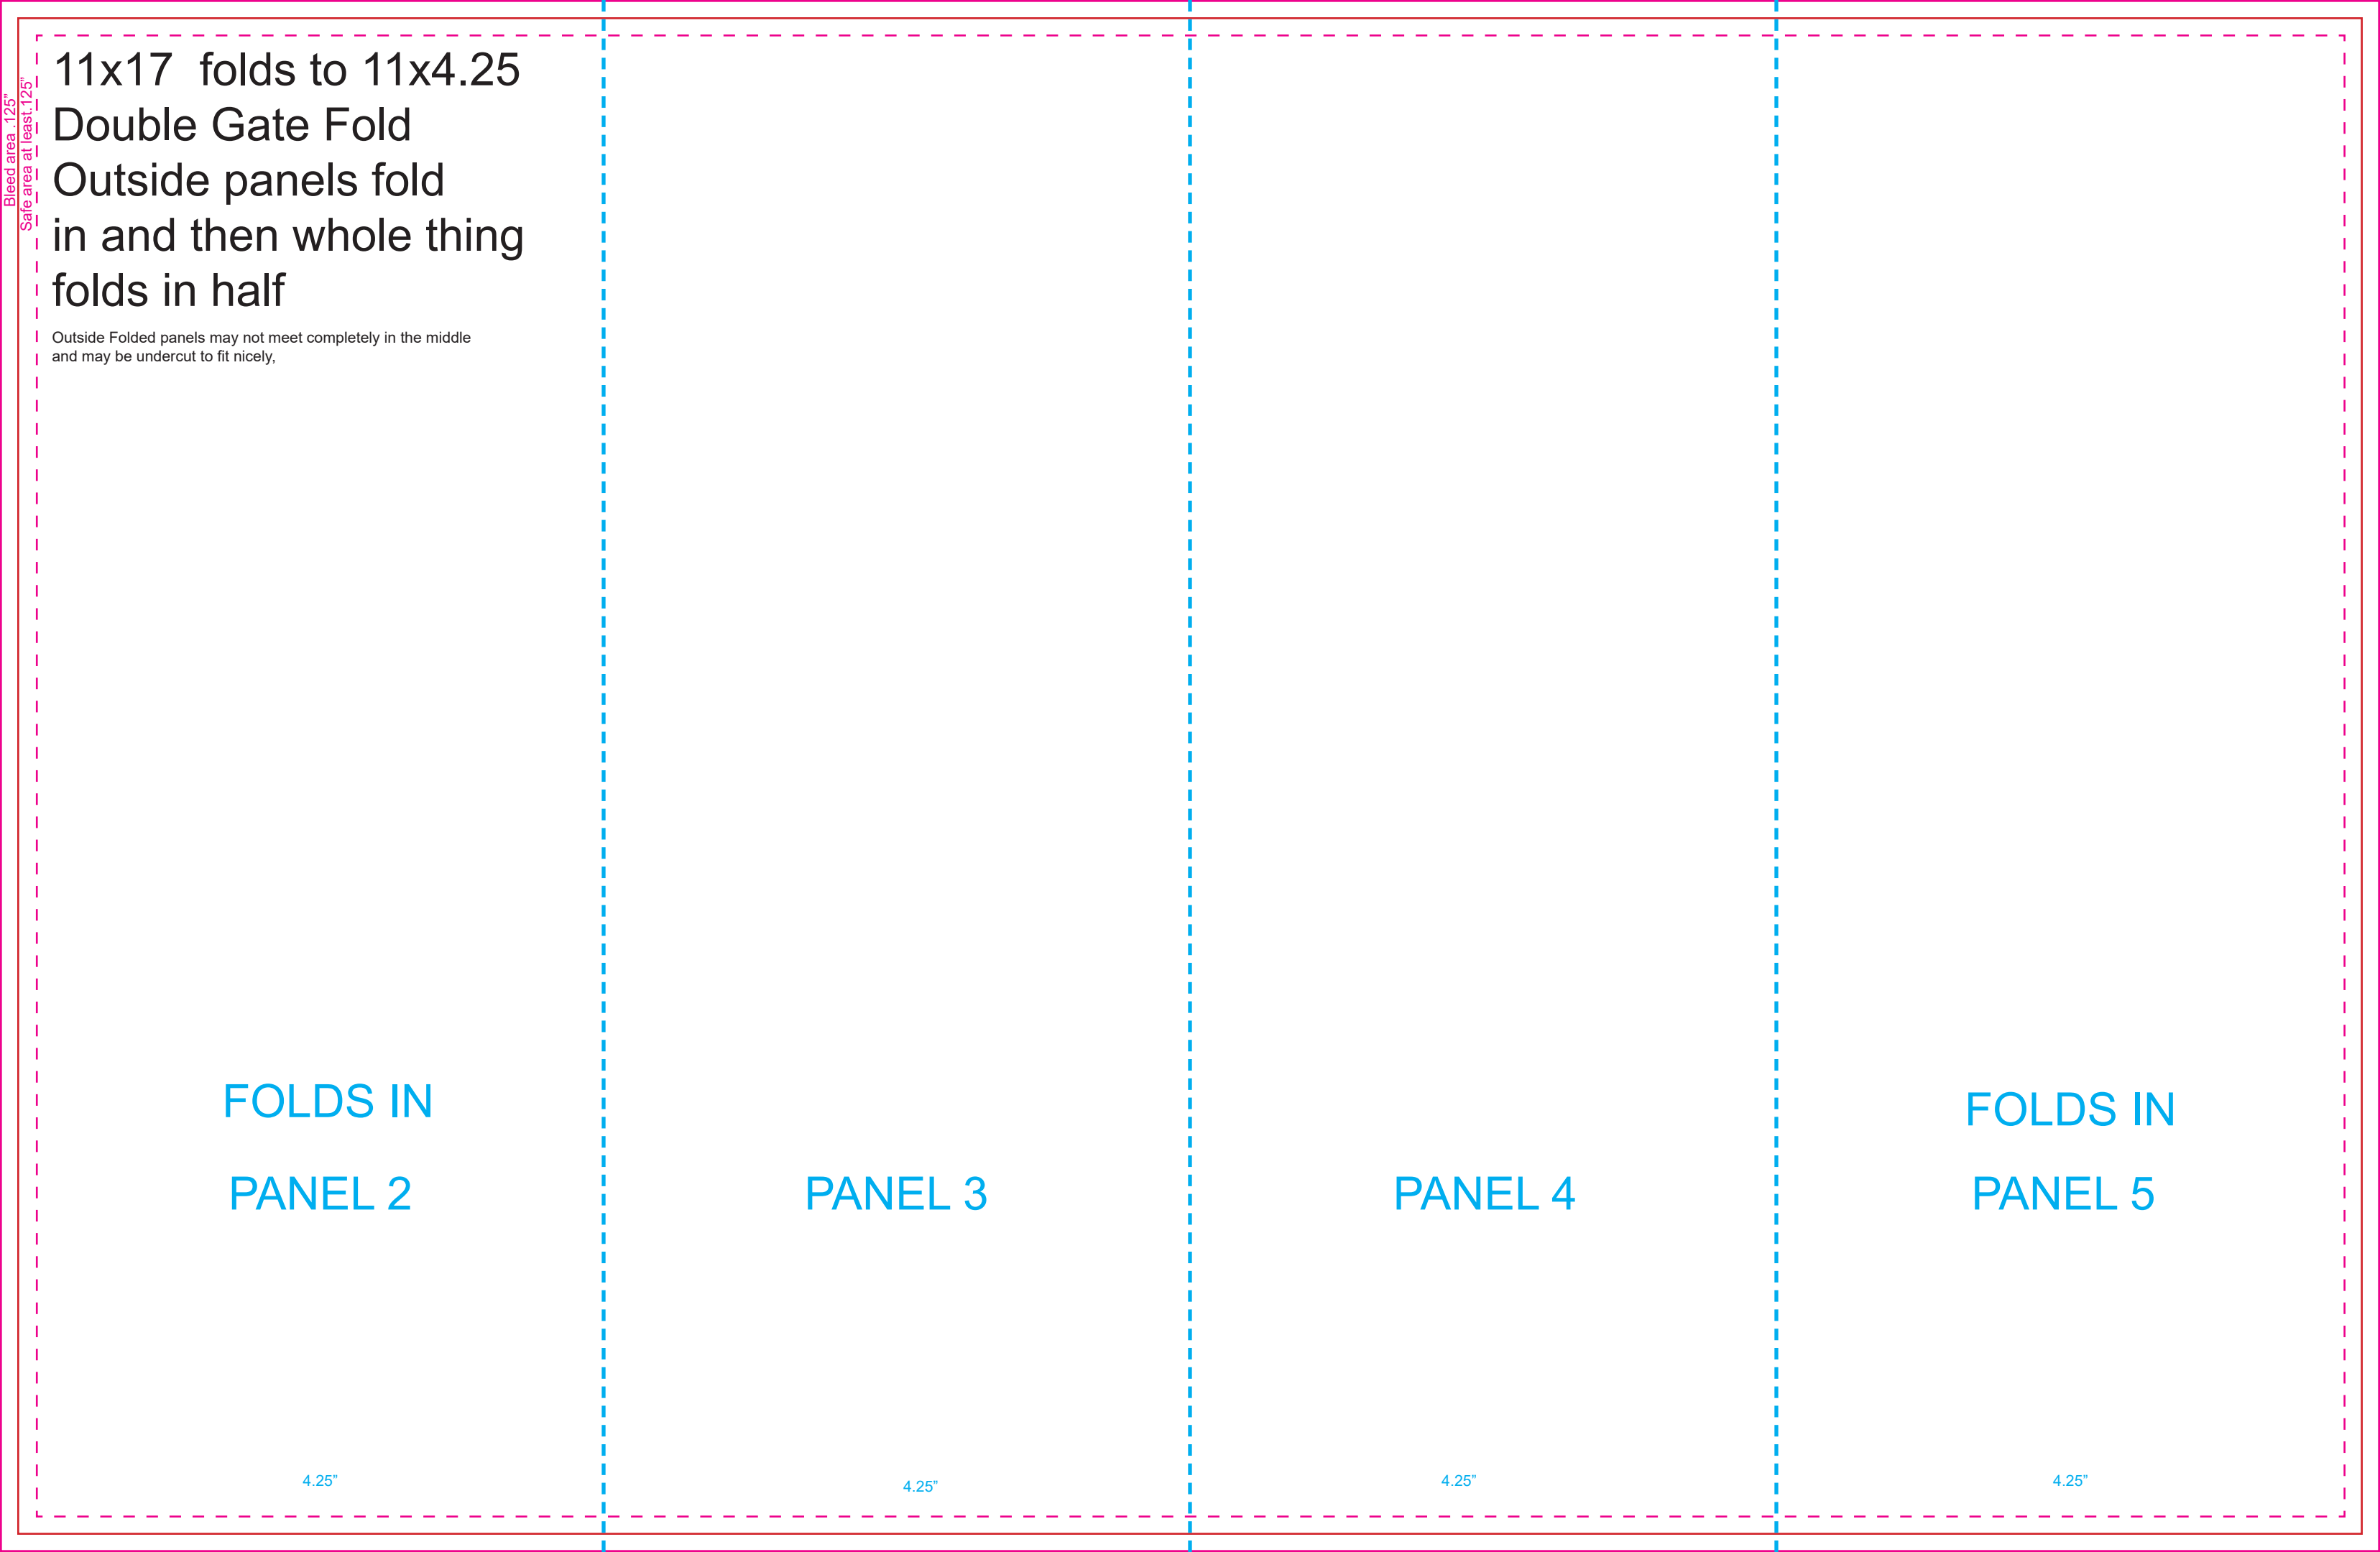 11x17  folds to 11x4.25
Double Gate Fold
Outside panels fold
in and then whole thing
folds in half
Outside Folded panels may not meet completely in the middle
and may be undercut to fit nicely,
Bleed area .125”
Safe area at least.125”
FOLDS IN
PANEL 2
4.25”
PANEL 3
4.25”
PANEL 4
4.25”
FOLDS IN
PANEL 5
4.25”